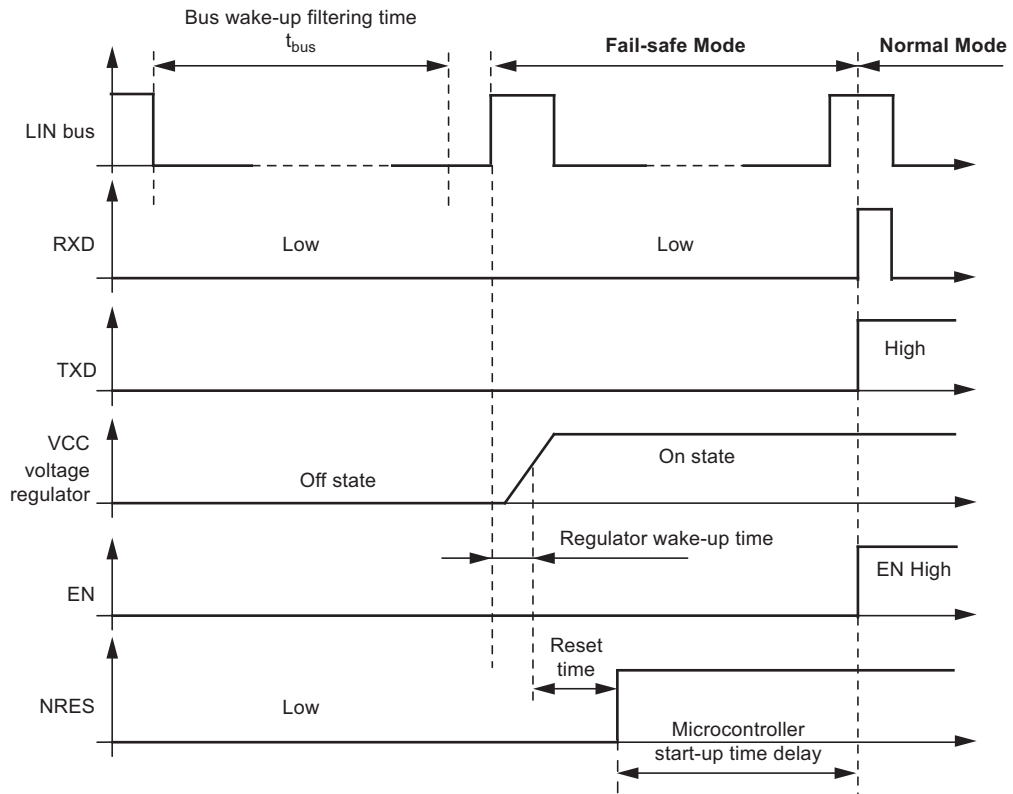 Bus wake-up filtering time
tbus
Fail-safe Mode
Normal Mode
LIN bus
RXD
Low
Low
TXD
High
VCC
voltage
regulator
Off state
On state
Regulator wake-up time
EN
EN High
Reset
time
NRES
Low
Microcontroller
start-up time delay